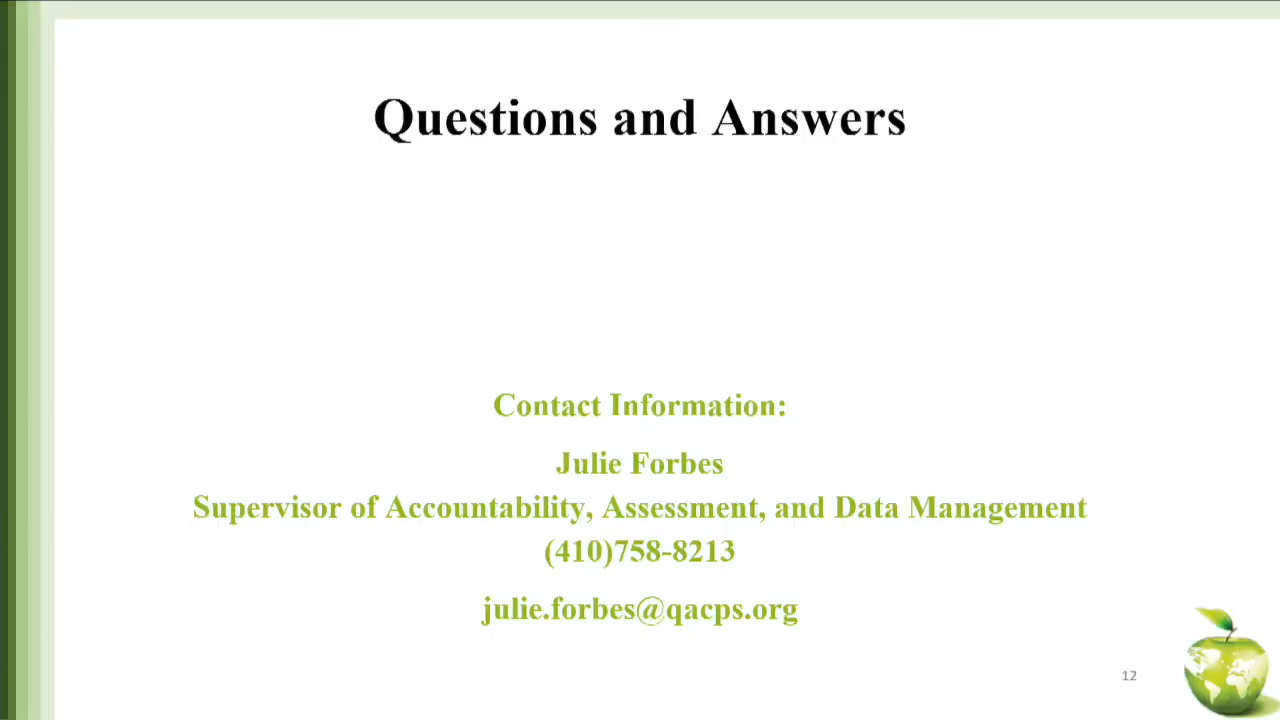 Questions and Answers
Contact Information:
Julie Forbes
Supervisor of Accountability, Assessment, and Data Management
(410)758-8213
julie.forbes@qacps.org
12